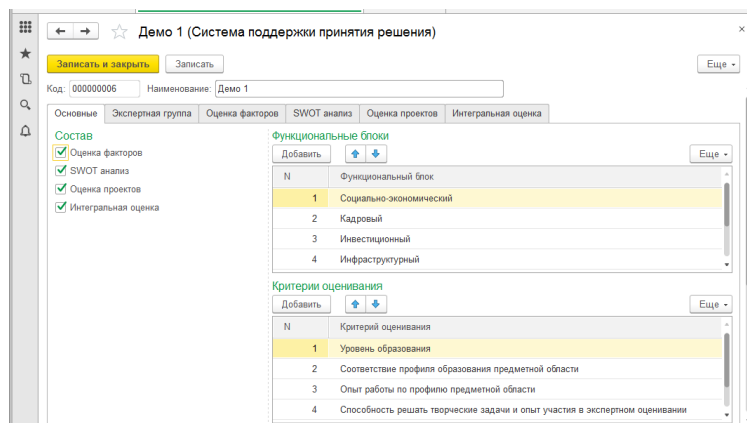 Демо 1 (Система поддержки принятия решения)
Записать и закрыть Записать Еще
Код: 000000006 Наименование: Демо 1
Основные Экспертная группа Оценка факторов SWOT анализ Оценка проектов Интегральная оценка
Состав
Оценка факторов
SWOT анализ
Оценка проектов
Интегральная оценка
Функциональные блоки
Добавить Еще
N Функциональный блок
1 Социально-экономический
2 Кадровый
3 Инвестиционный
4 Инфраструктурный
Критерии оценивания
Добавить Еще
N Критерий оценивания
1 Уровень образования
2 Соответствие профиля образования предметной области
3 Опыт работы по профилю предметной области
4 Способность решать творческие задачи и опыт участия в экспертном оценивании